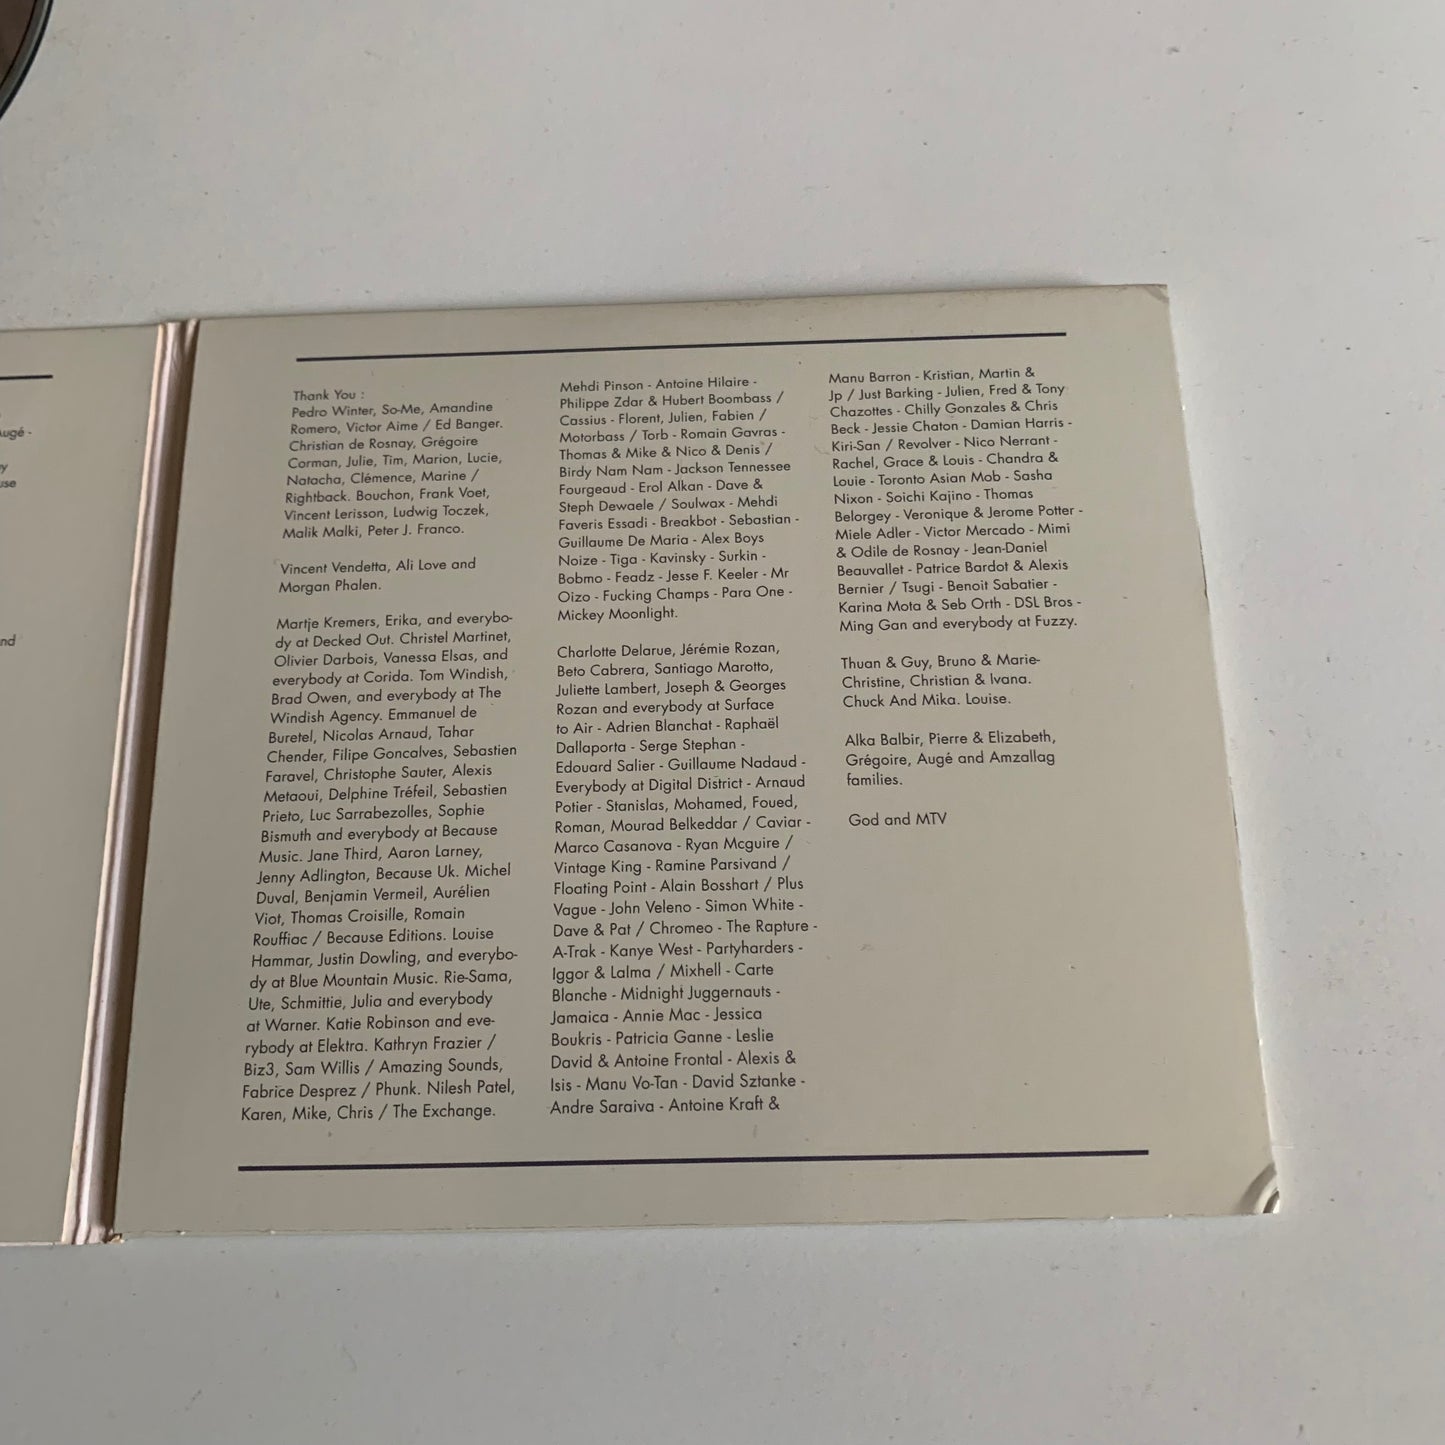 Augé -
nd
Thank You :
Pedro Winter, So-Me, Amandine
Romero, Victor Aime / Ed Banger.
Christian de Rosnay, Grégoire
Corman, Julie, Tim, Marion, Lucie,
Natacha, Clémence, Marine /
Rightback. Bouchon, Frank Voet,
Vincent Lerisson, Ludwig Toczek,
Malik Malki, Peter J. Franco.
Vincent Vendetta, Ali Love and
Morgan Phalen.
Martje Kremers, Erika, and everybo-
dy at Decked Out. Christel Martinet,
Olivier Darbois, Vanessa Elsas, and
everybody at Corida. Tom Windish,
Brad Owen, and everybody at The
Windish Agency. Emmanuel de
Buretel, Nicolas Arnaud, Tahar
Chender, Filipe Goncalves, Sebastien
Faravel, Christophe Sauter, Alexis
Metaoui, Delphine Tréfeil, Sebastien
Prieto, Luc Sarrabezolles, Sophie
Bismuth and everybody at Because
Music. Jane Third, Aaron Larney,
Jenny Adlington, Because Uk. Michel
Duval, Benjamin Vermeil, Aurélien
Viot, Thomas Croisille, Romain
Rouffiac / Because Editions. Louise
Hammar, Justin Dowling, and everybo-
dy at Blue Mountain Music. Rie-Sama,
Ute, Schmittie, Julia and everybody
at Warner. Katie Robinson and eve-
rybody at Elektra. Kathryn Frazier /
Biz3, Sam Willis / Amazing Sounds,
Fabrice Desprez / Phunk. Nilesh Patel,
Karen, Mike, Chris / The Exchange.
Mehdi Pinson - Antoine Hilaire -
Philippe Zdar & Hubert Boombass /
Cassius - Florent, Julien, Fabien /
Motorbass / Torb - Romain Gavras -
Thomas & Mike & Nico & Denis /
Birdy Nam Nam - Jackson Tennessee
Fourgeaud - Erol Alkan - Dave &
Steph Dewaele / Soulwax - Mehdi
Faveris Essadi - Breakbot - Sebastian -
Guillaume De Maria - Alex Boys
Noize - Tiga - Kavinsky - Surkin -
Bobmo - Feadz - Jesse F. Keeler - Mr
Oizo - Fucking Champs - Para One -
Mickey Moonlight.
Charlotte Delarue, Jérémie Rozan,
Beto Cabrera, Santiago Marotto,
Juliette Lambert, Joseph & Georges
Rozan and everybody at Surface
to Air - Adrien Blanchat - Raphaël
Dallaporta - Serge Stephan -
Edouard Salier - Guillaume Nadaud -
Everybody at Digital District - Arnaud
Potier - Stanislas, Mohamed, Foued,
Roman, Mourad Belkeddar / Caviar -
Marco Casanova - Ryan Mcguire /
Vintage King - Ramine Parsivand /
Floating Point - Alain Bosshart / Plus
Vague - John Veleno - Simon White -
Dave & Pat / Chromeo - The Rapture -
A-Trak - Kanye West - Partyharders -
Iggor & Lalma / Mixhell - Carte
Blanche - Midnight Juggernauts -
Jamaica - Annie Mac - Jessica
Boukris - Patricia Ganne - Leslie
David & Antoine Frontal - Alexis &
Isis - Manu Vo-Tan - David Sztanke -
Andre Saraiva - Antoine Kraft &
Manu Barron - Kristian, Martin &
Jp / Just Barking - Julien, Fred & Tony
Chazottes - Chilly Gonzales & Chris
Beck - Jessie Chaton - Damian Harris -
Kiri-San / Revolver - Nico Nerrant -
Rachel, Grace & Louis - Chandra &
Louie - Toronto Asian Mob - Sasha
Nixon - Soichi Kajino - Thomas
Belorgey - Veronique & Jerome Potter -
Miele Adler - Victor Mercado - Mimi
& Odile de Rosnay - Jean-Daniel
Beauvallet - Patrice Bardot & Alexis
Bernier / Tsugi - Benoit Sabatier -
Karina Mota & Seb Orth - DSL Bros -
Ming Gan and everybody at Fuzzy.
Thuan & Guy, Bruno & Marie-
Christine, Christian & Ivana.
Chuck And Mika. Louise.
Alka Balbir, Pierre & Elizabeth,
Grégoire, Augé and Amzallag
families.
God and MTV